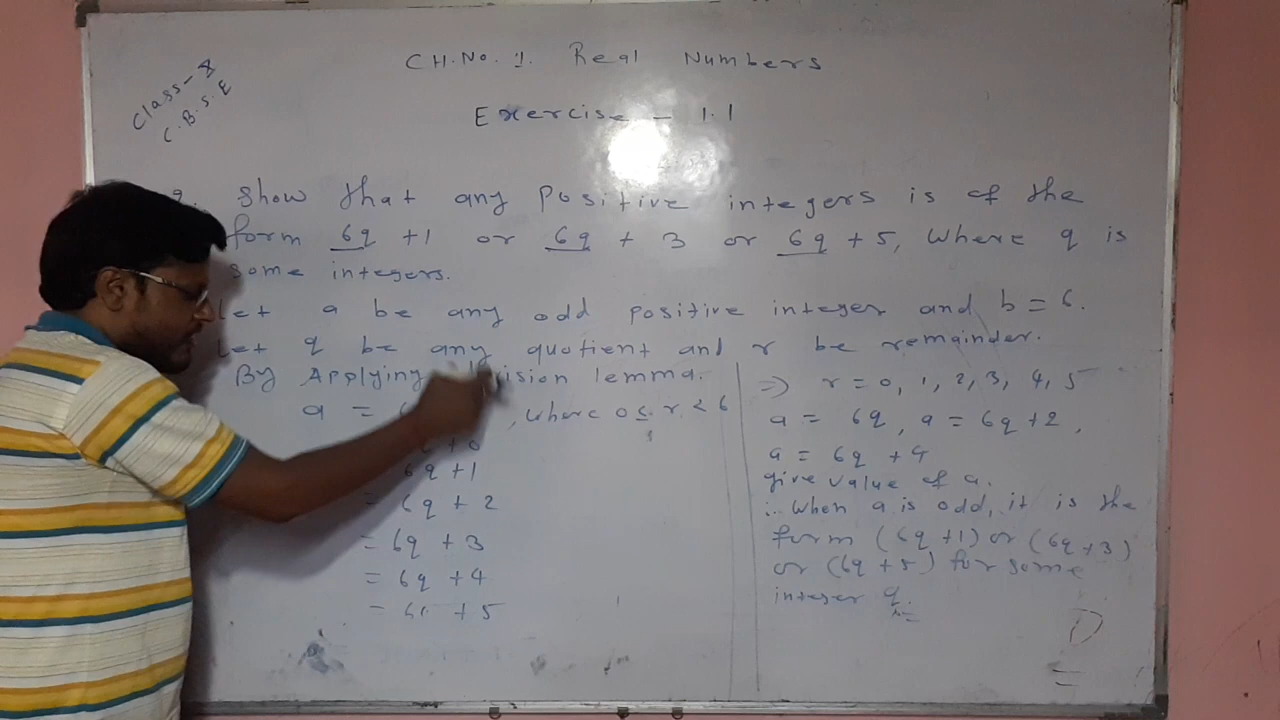 CH.No. 1. Real Numbers
Class-X
C.B.S.E
Exercise - 1.1
2. Show that any Positive integers is of the
form 6q +1 or 6q + 3 or 6q + 5, Where q is
some integers.
Let a be any odd positive integer and b = 6.
Let q be any quotient and r be remainder.
By Applying division lemma.
a = , where 0 ≤ r < 6
+ 0
6q +1
= 6q + 2
= 6q + 3
= 6q + 4
= 6q + 5
=> r = 0, 1, 2, 3, 4, 5
a = 6q, a = 6q + 2,
a = 6q + 4
give value of a.
∴ When a is odd, it is the
form (6q +1) or (6q + 3)
or (6q + 5) for some
integer q.